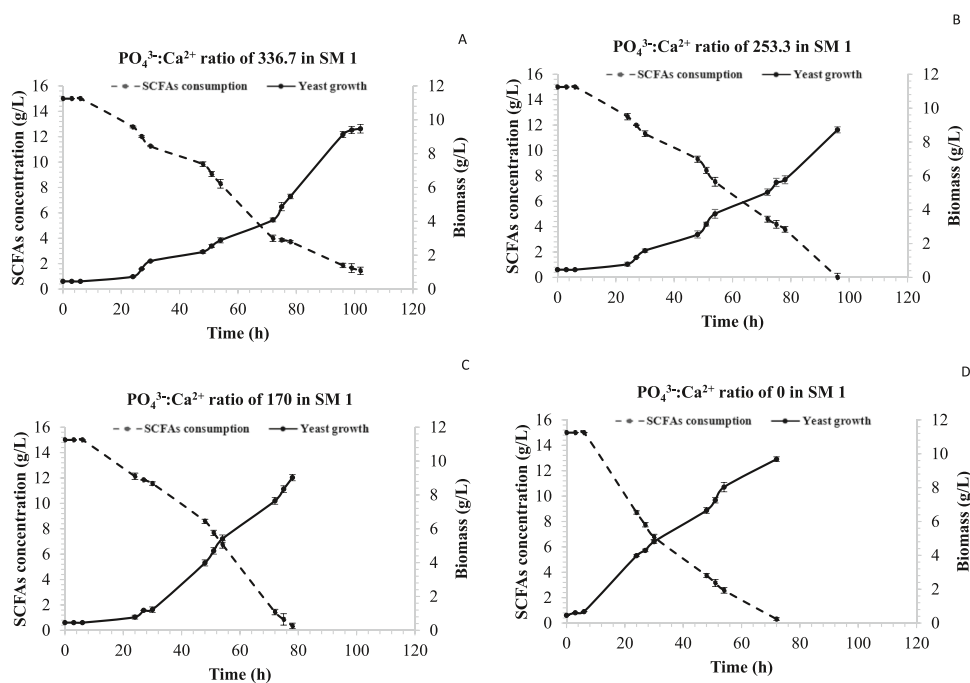 A
PO₄³⁻:Ca²⁺ ratio of 336.7 in SM 1
SCFAs consumption Yeast growth
SCFAs concentration (g/L)
16
14
12
10
8
6
4
2
0
12
10
8
6
4
2
0
Biomass (g/L)
0 20 40 60 80 100 120
Time (h)
B
PO₄³⁻:Ca²⁺ ratio of 253.3 in SM 1
SCFAs consumption Yeast growth
SCFAs concentration (g/L)
16
14
12
10
8
6
4
2
0
12
10
8
6
4
2
0
Biomass (g/L)
0 20 40 60 80 100 120
Time (h)
C
PO₄³⁻:Ca²⁺ ratio of 170 in SM 1
SCFAs consumption Yeast growth
SCFAs concentration (g/L)
16
14
12
10
8
6
4
2
0
12
10
8
6
4
2
0
Biomass (g/L)
0 20 40 60 80 100 120
Time (h)
D
PO₄³⁻:Ca²⁺ ratio of 0 in SM 1
SCFAs consumption Yeast growth
SCFAs concentration (g/L)
16
14
12
10
8
6
4
2
0
12
10
8
6
4
2
0
Biomass (g/L)
0 20 40 60 80 100 120
Time (h)